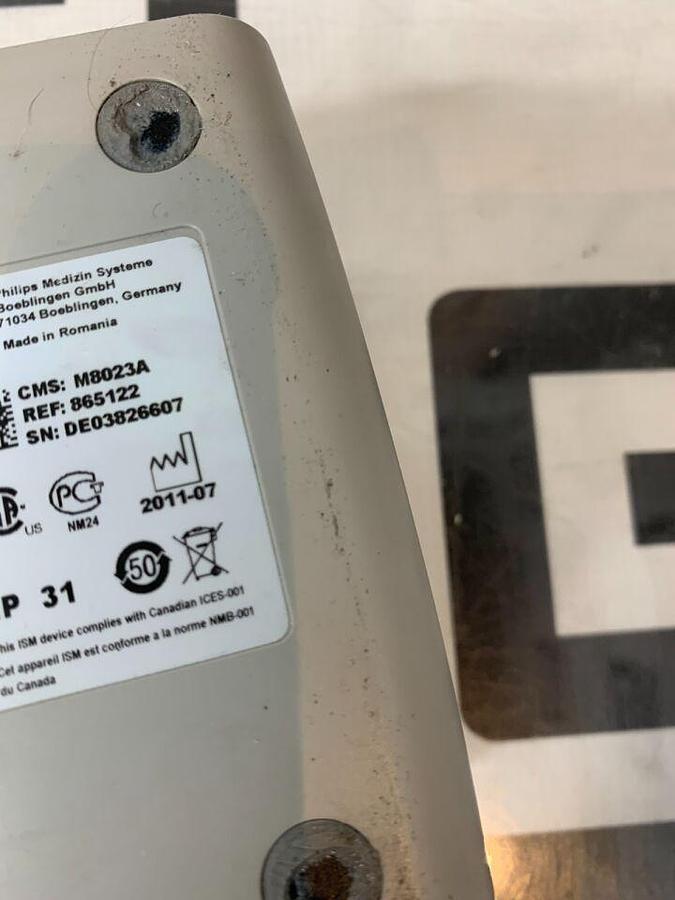 Philips Medizin Systeme
Boeblingen GmbH
71034 Boeblingen, Germany
Made in Romania
CMS: M8023A
REF: 865122
SN: DE03826607
US
PC
NM24
2011-07
50
P 31
This ISM device complies with Canadian ICES-001
Cet appareil ISM est conforme a la norme NMB-001
du Canada